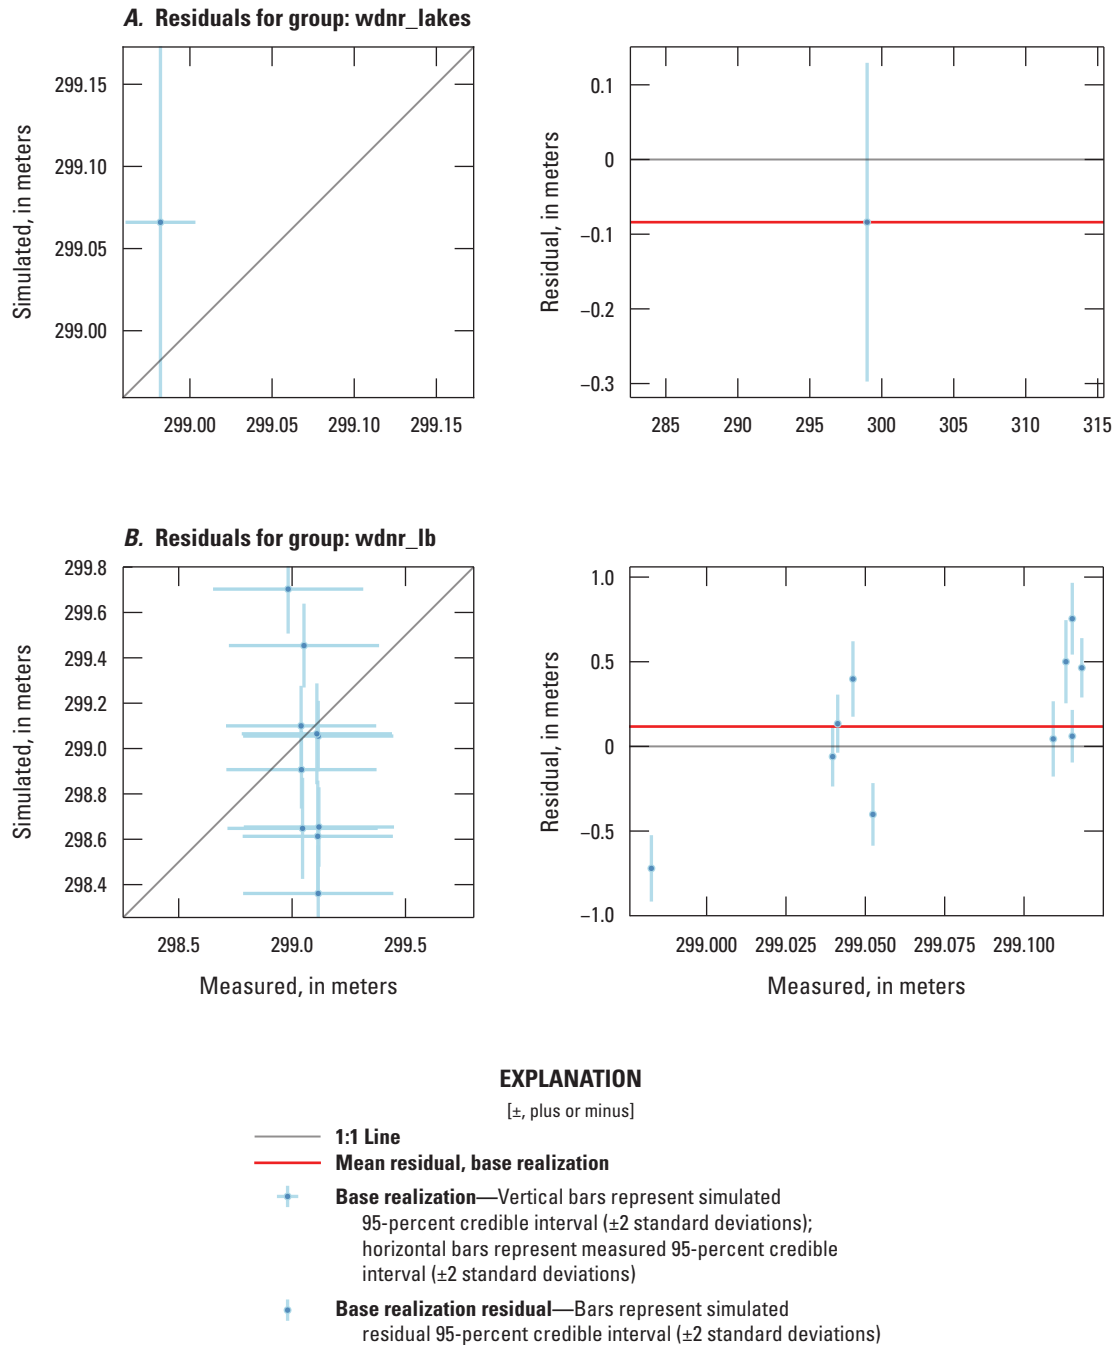 A. Residuals for group: wdnr_lakes
Simulated, in meters
299.15
299.10
299.05
299.00
299.00 299.05 299.10 299.15
Residual, in meters
0.1
0
−0.1
−0.2
−0.3
285 290 295 300 305 310 315
B. Residuals for group: wdnr_lb
Simulated, in meters
299.8
299.6
299.4
299.2
299.0
298.8
298.6
298.4
298.5 299.0 299.5
Measured, in meters
Residual, in meters
1.0
0.5
0
−0.5
−1.0
299.000 299.025 299.050 299.075 299.100
Measured, in meters
EXPLANATION
[±, plus or minus]
1:1 Line
Mean residual, base realization
Base realization—Vertical bars represent simulated
95-percent credible interval (±2 standard deviations);
horizontal bars represent measured 95-percent credible
interval (±2 standard deviations)
Base realization residual—Bars represent simulated
residual 95-percent credible interval (±2 standard deviations)